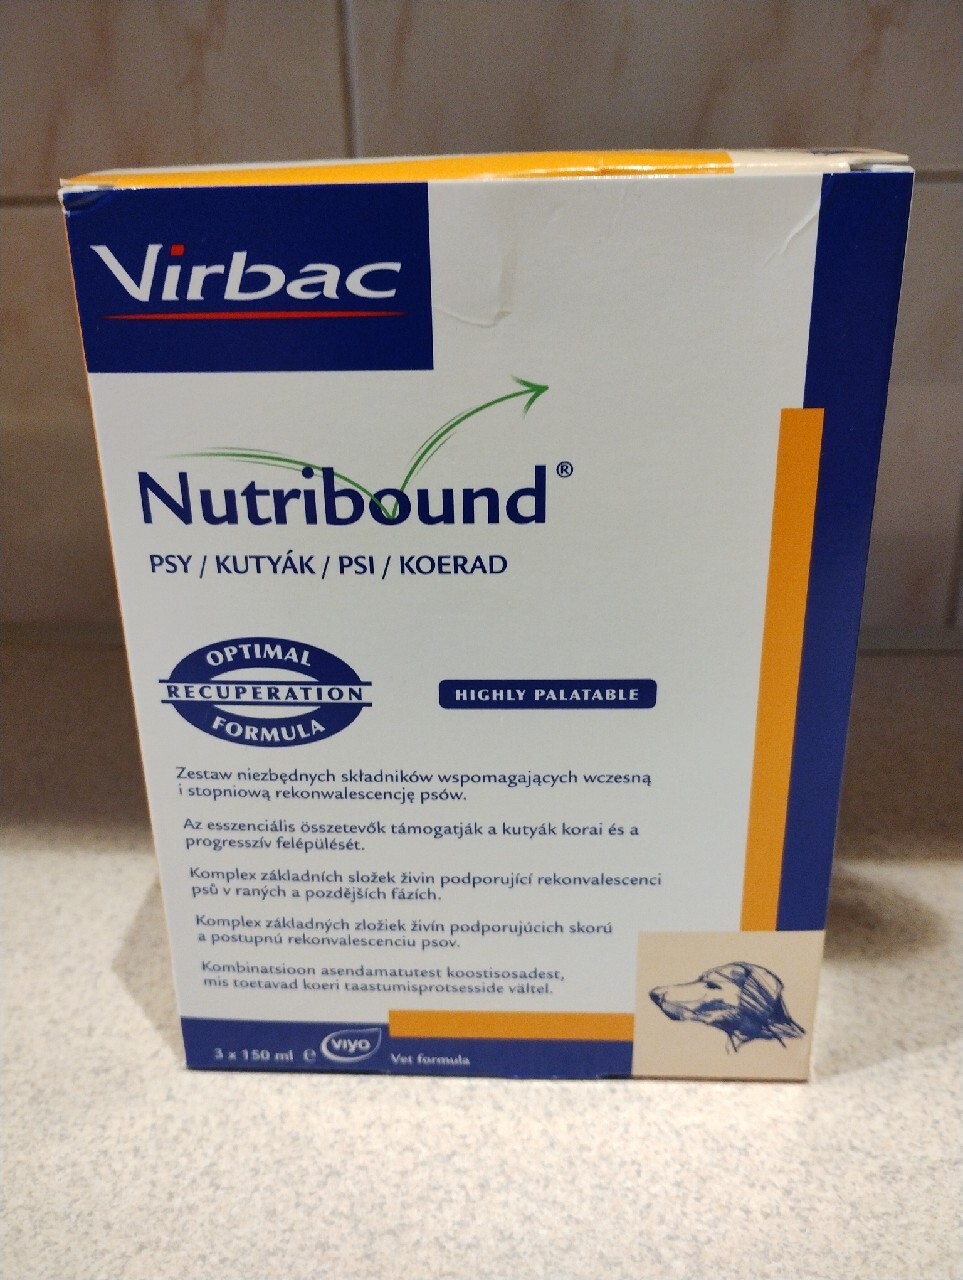 Virbac
Nutribound®
PSY / KUTYÁK / PSI / KOERAD
OPTIMAL
RECUPERATION
FORMULA
HIGHLY PALATABLE
Zestaw niezbędnych składników wspomagających wczesną
i stopniową rekonwalescencję psów.
Az esszenciális összetevők támogatják a kutyák korai és a
progresszív felépülését.
Komplex základních složek živin podporující rekonvalescenci
psů v raných a pozdějších fázích.
Komplex základných zložiek živín podporujúcich skorú
a postupnú rekonvalescenciu psov.
Kombinatsioon asendamatutest koostisosadest,
mis toetavad koeri taastumisprotsesside vältel.
3 x 150 ml ℮ viyo Vet formula